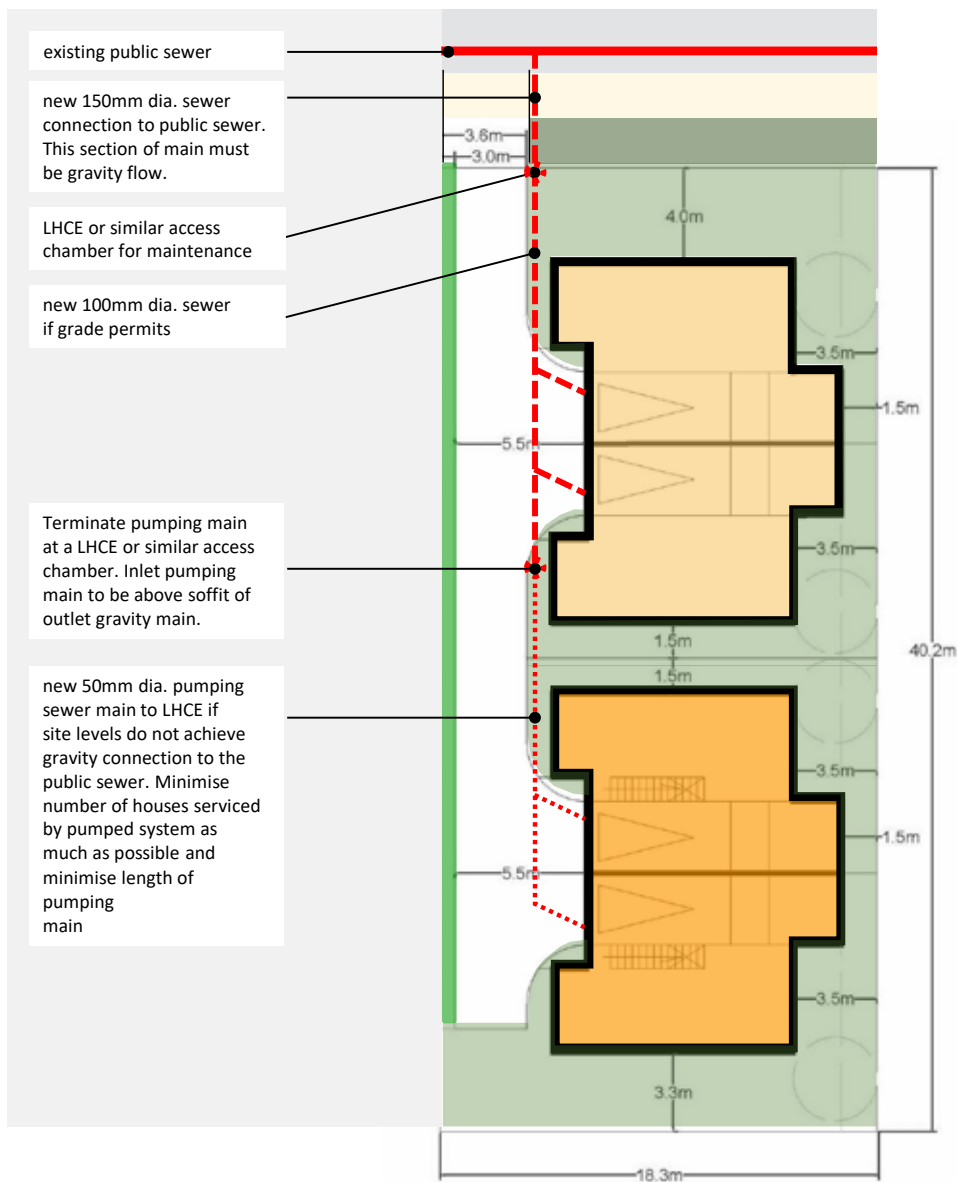 existing public sewer
new 150mm dia. sewer
connection to public sewer.
This section of main must
be gravity flow.
LHCE or similar access
chamber for maintenance
new 100mm dia. sewer
if grade permits
Terminate pumping main
at a LHCE or similar access
chamber. Inlet pumping
main to be above soffit of
outlet gravity main.
new 50mm dia. pumping
sewer main to LHCE if
site levels do not achieve
gravity connection to the
public sewer. Minimise
number of houses serviced
by pumped system as
much as possible and
minimise length of
pumping
main
3.6m
3.0m
4.0m
3.5m
1.5m
5.5m
3.5m
1.5m
40.2m
1.5m
3.5m
1.5m
5.5m
3.5m
3.3m
18.3m